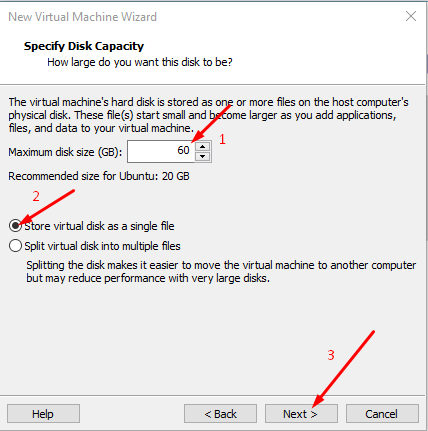 New Virtual Machine Wizard
Specify Disk Capacity
How large do you want this disk to be?
The virtual machine's hard disk is stored as one or more files on the host computer's
physical disk. These file(s) start small and become larger as you add applications,
files, and data to your virtual machine.
1
Maximum disk size (GB): 60
Recommended size for Ubuntu: 20 GB
2
Store virtual disk as a single file
Split virtual disk into multiple files
Splitting the disk makes it easier to move the virtual machine to another computer
but may reduce performance with very large disks.
3
Help < Back Next > Cancel